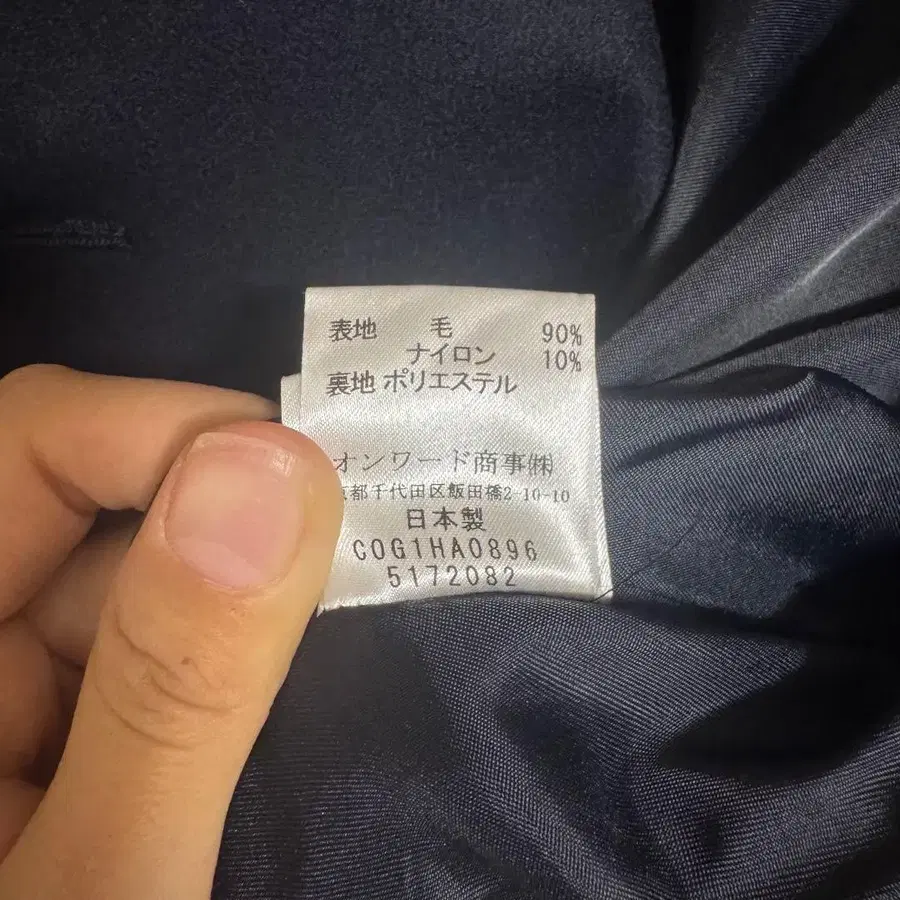 表地 毛 90%
ナイロン 10%
裏地 ポリエステル
オンワード商事㈱
京都千代田区飯田橋2-10-10
日本製
COG1HA0896
5172082